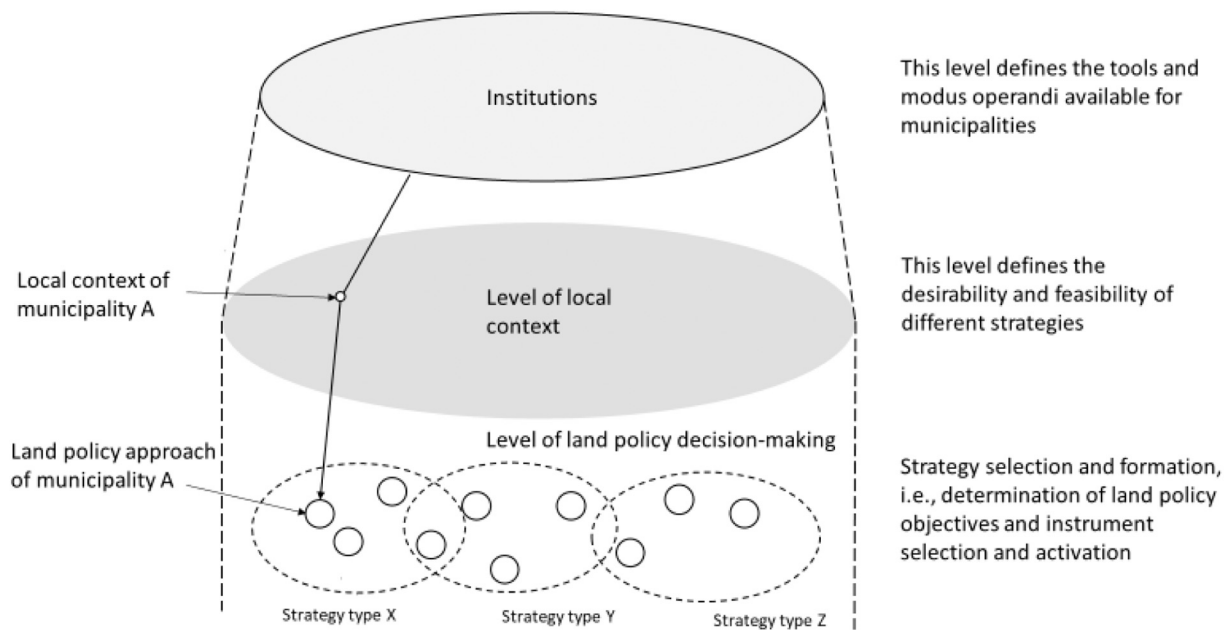 Institutions
This level defines the tools and
modus operandi available for
municipalities
Local context of
municipality A
Level of local
context
This level defines the
desirability and feasibility of
different strategies
Land policy approach
of municipality A
Level of land policy decision-making
Strategy selection and formation,
i.e., determination of land policy
objectives and instrument
selection and activation
Strategy type X
Strategy type Y
Strategy type Z